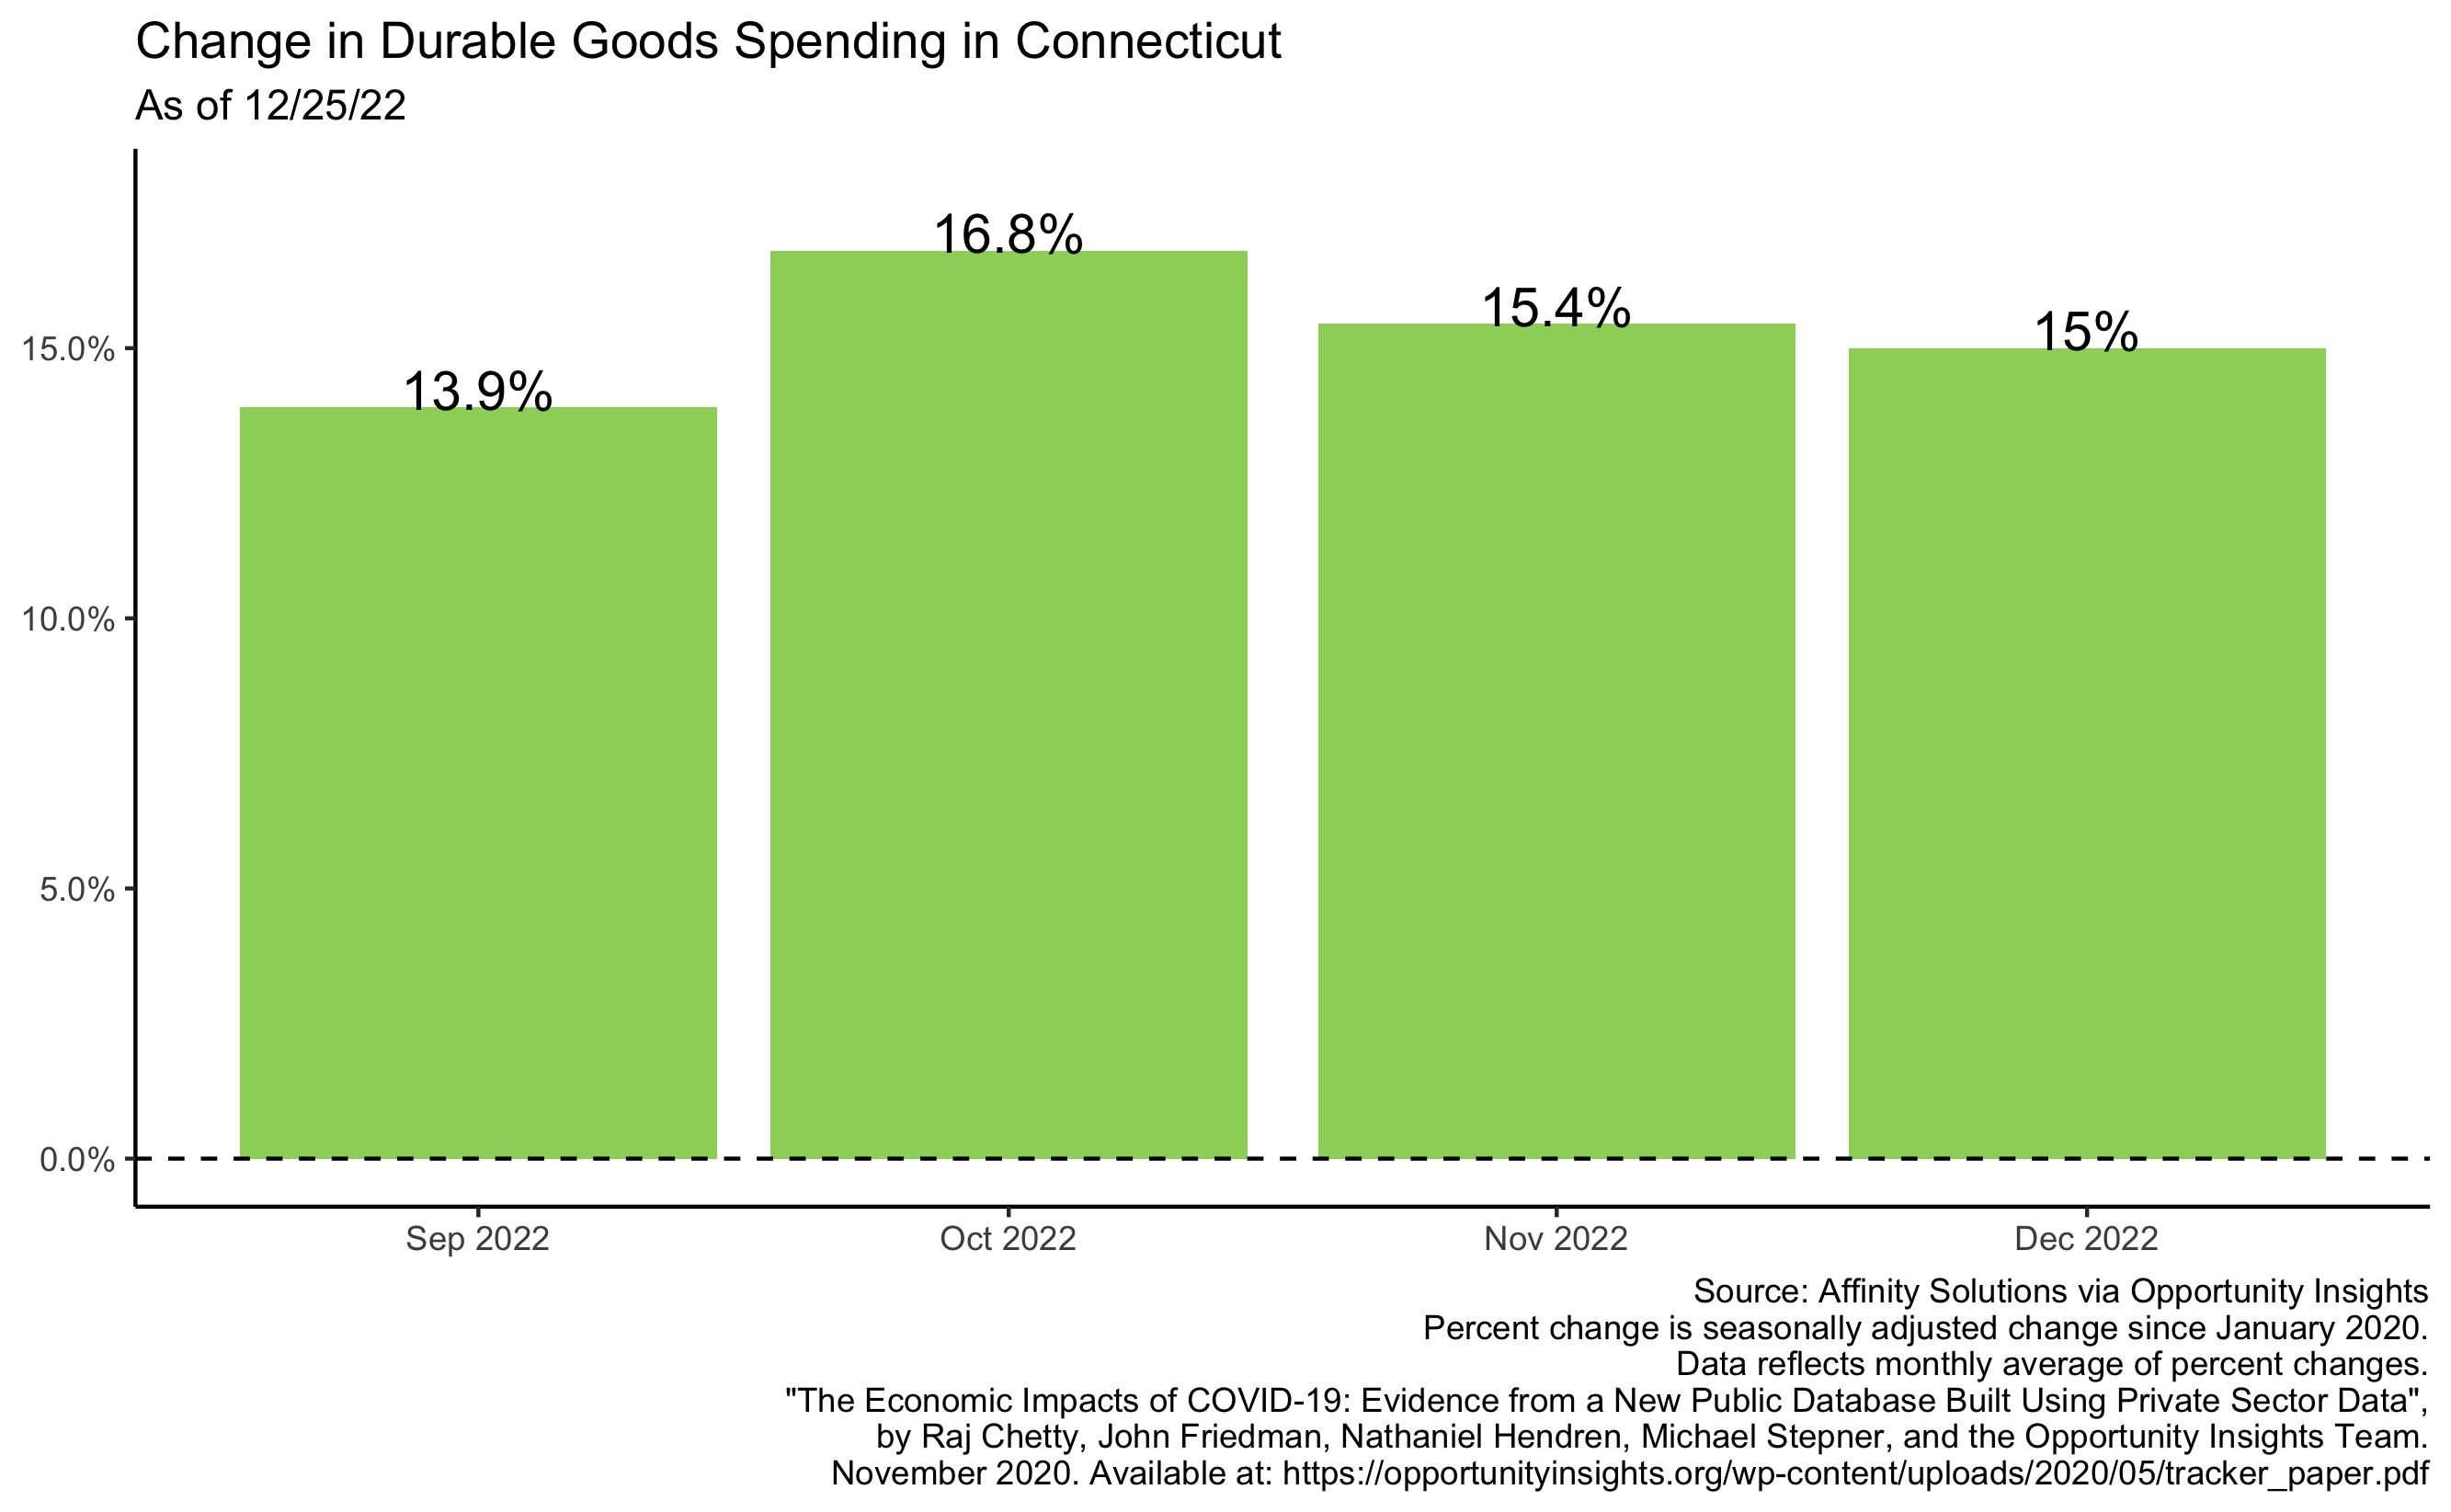 Change in Durable Goods Spending in Connecticut
As of 12/25/22
16.8%
15.4%
15%
13.9%
15.0%
10.0%
5.0%
0.0%
Sep 2022
Oct 2022
Nov 2022
Dec 2022
Source: Affinity Solutions via Opportunity Insights
Percent change is seasonally adjusted change since January 2020.
Data reflects monthly average of percent changes.
"The Economic Impacts of COVID-19: Evidence from a New Public Database Built Using Private Sector Data",
by Raj Chetty, John Friedman, Nathaniel Hendren, Michael Stepner, and the Opportunity Insights Team.
November 2020. Available at: https://opportunityinsights.org/wp-content/uploads/2020/05/tracker_paper.pdf